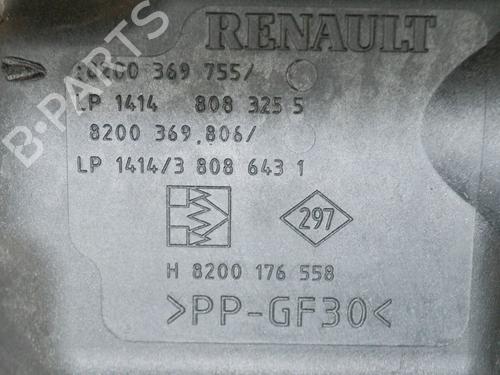 B-PARTS
RENAULT
8200 369 755/
LP 1414 808 325 5
8200 369.806/
LP 1414/3 808 643 1
297
H 8200 176 558
>PP-GF30<